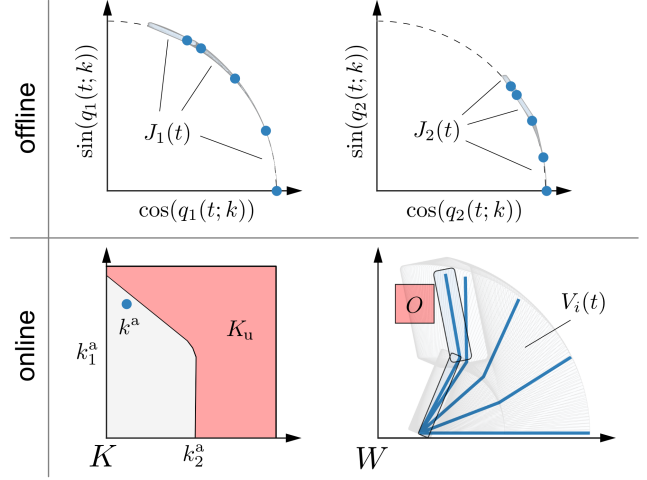 offline
sin(q₁(t; k))
J₁(t)
cos(q₁(t; k))
sin(q₂(t; k))
J₂(t)
cos(q₂(t; k))
online
k₁ᵃ
kᵃ
Kᵤ
K
k₂ᵃ
O
Vᵢ(t)
W